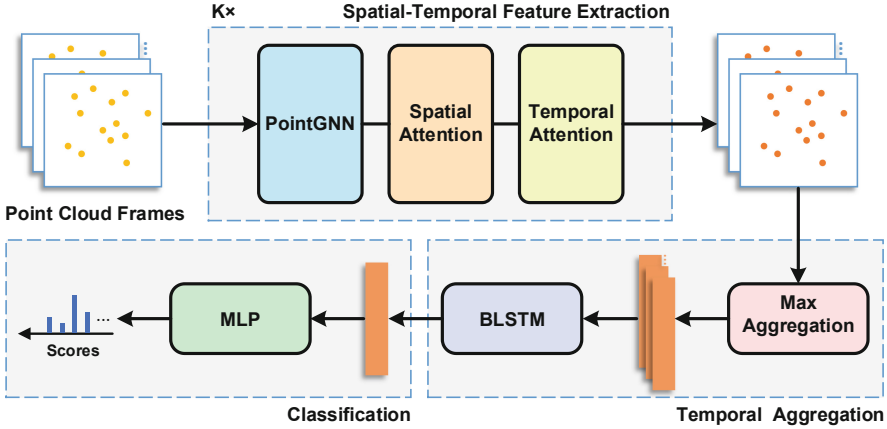 K×
Spatial-Temporal Feature Extraction
PointGNN
Spatial
Attention
Temporal
Attention
Point Cloud Frames
Scores
MLP
BLSTM
Max
Aggregation
Classification
Temporal Aggregation